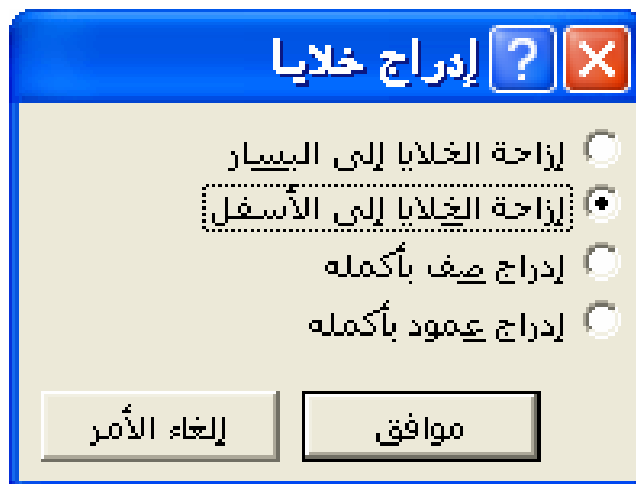 إدراج خلايا
إزاحة الخلايا إلى اليسار
إزاحة الخلايا إلى الأسفل
إدراج صف بأكمله
إدراج عمود بأكمله
موافق
إلغاء الأمر